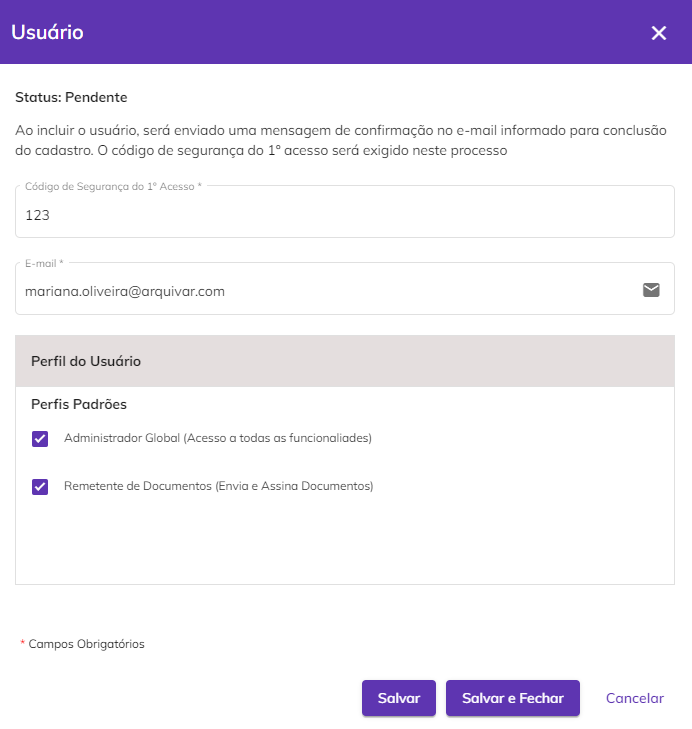 Usuário
Status: Pendente
Ao incluir o usuário, será enviado uma mensagem de confirmação no e-mail informado para conclusão
do cadastro. O código de segurança do 1º acesso será exigido neste processo
Código de Segurança do 1º Acesso *
123
E-mail *
mariana.oliveira@arquivar.com
Perfil do Usuário
Perfis Padrões
Administrador Global (Acesso a todas as funcionaliades)
Remetente de Documentos (Envia e Assina Documentos)
* Campos Obrigatórios
Salvar
Salvar e Fechar
Cancelar